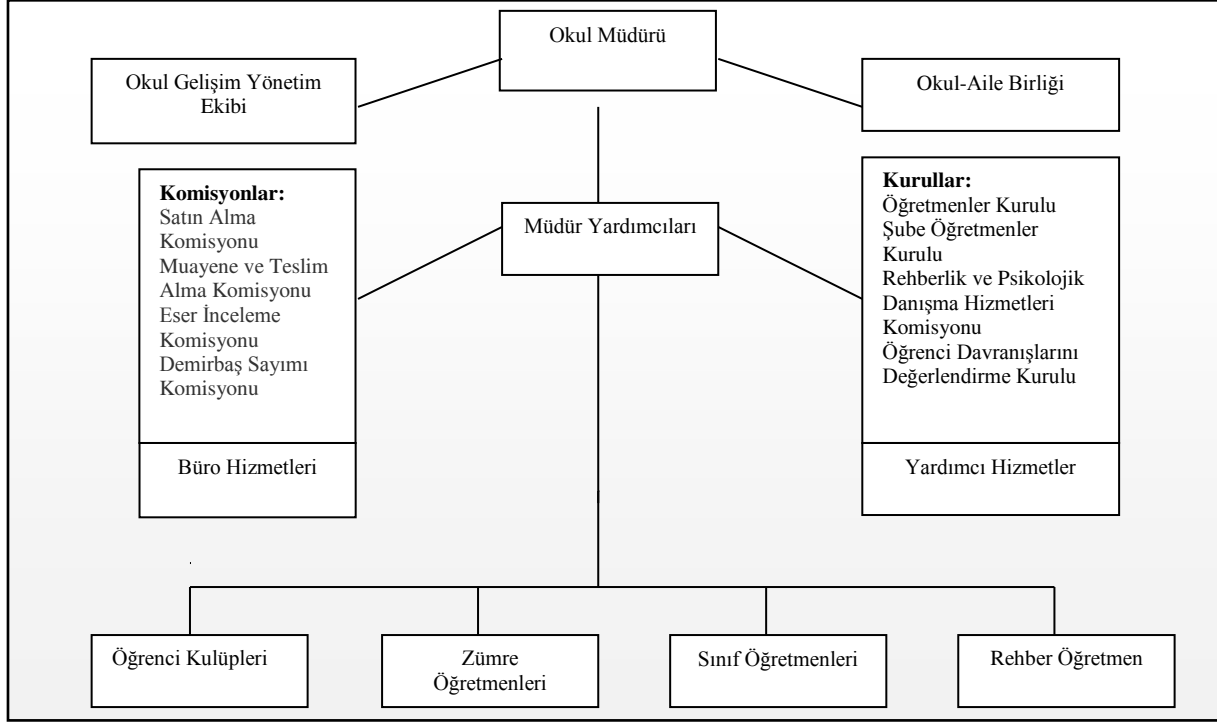 Okul Müdürü
Okul Gelişim Yönetim
Ekibi
Okul-Aile Birliği
Komisyonlar:
Satın Alma
Komisyonu
Muayene ve Teslim
Alma Komisyonu
Eser İnceleme
Komisyonu
Demirbaş Sayımı
Komisyonu
Müdür Yardımcıları
Kurullar:
Öğretmenler Kurulu
Şube Öğretmenler
Kurulu
Rehberlik ve Psikolojik
Danışma Hizmetleri
Komisyonu
Öğrenci Davranışlarını
Değerlendirme Kurulu
Büro Hizmetleri
Yardımcı Hizmetler
Öğrenci Kulüpleri
Zümre
Öğretmenleri
Sınıf Öğretmenleri
Rehber Öğretmen